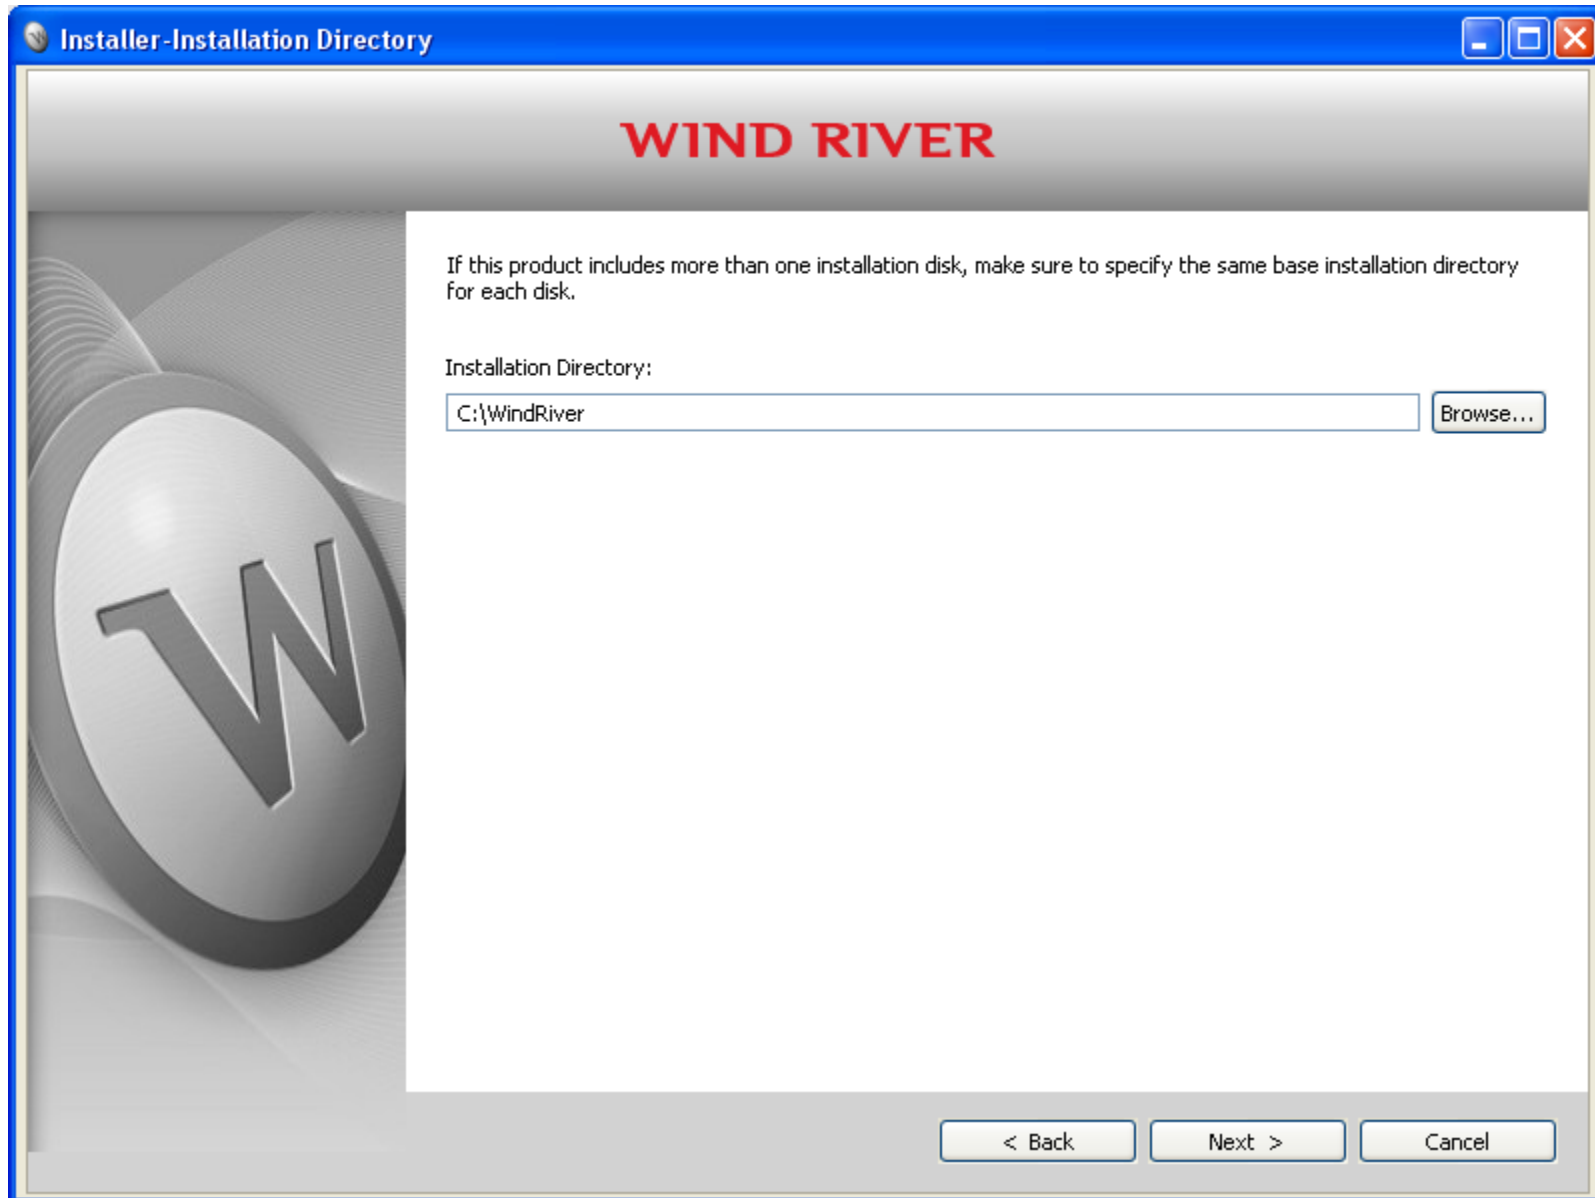 Installer-Installation Directory
WIND RIVER
If this product includes more than one installation disk, make sure to specify the same base installation directory
for each disk.
Installation Directory:
C:\WindRiver
Browse...
W
< Back
Next >
Cancel